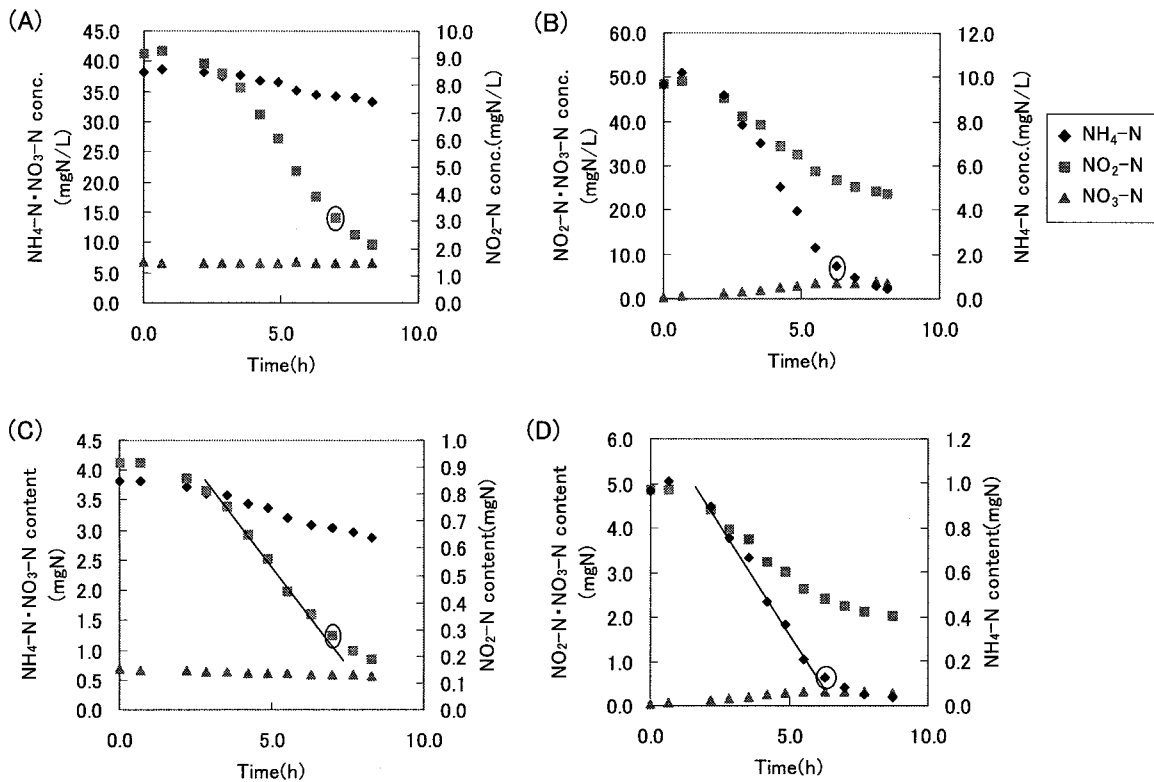 (A)
NH₄-N・NO₃-N conc.
(mgN/L)
45.0
40.0
35.0
30.0
25.0
20.0
15.0
10.0
5.0
0.0
10.0
9.0
8.0
7.0
6.0
5.0
4.0
3.0
2.0
1.0
0.0
NO₂-N conc.(mgN/L)
0.0 5.0 10.0
Time(h)
(B)
NO₂-N・NO₃-N conc.
(mgN/L)
60.0
50.0
40.0
30.0
20.0
10.0
0.0
12.0
10.0
8.0
6.0
4.0
2.0
0.0
NH₄-N conc.(mgN/L)
0.0 5.0 10.0
Time(h)
NH₄-N
NO₂-N
NO₃-N
(C)
NH₄-N・NO₃-N content
(mgN)
4.5
4.0
3.5
3.0
2.5
2.0
1.5
1.0
0.5
0.0
1.0
0.9
0.8
0.7
0.6
0.5
0.4
0.3
0.2
0.1
0.0
NO₂-N content(mgN)
0.0 5.0 10.0
Time(h)
(D)
NO₂-N・NO₃-N content
(mgN)
6.0
5.0
4.0
3.0
2.0
1.0
0.0
1.2
1.0
0.8
0.6
0.4
0.2
0.0
NH₄-N content(mgN)
0.0 5.0 10.0
Time(h)